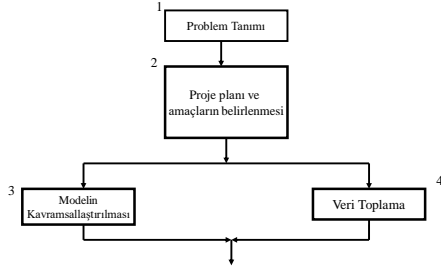 1
Problem Tanımı
2
Proje planı ve
amaçların belirlenmesi
3
Modelin
Kavramsallaştırılması
4
Veri Toplama